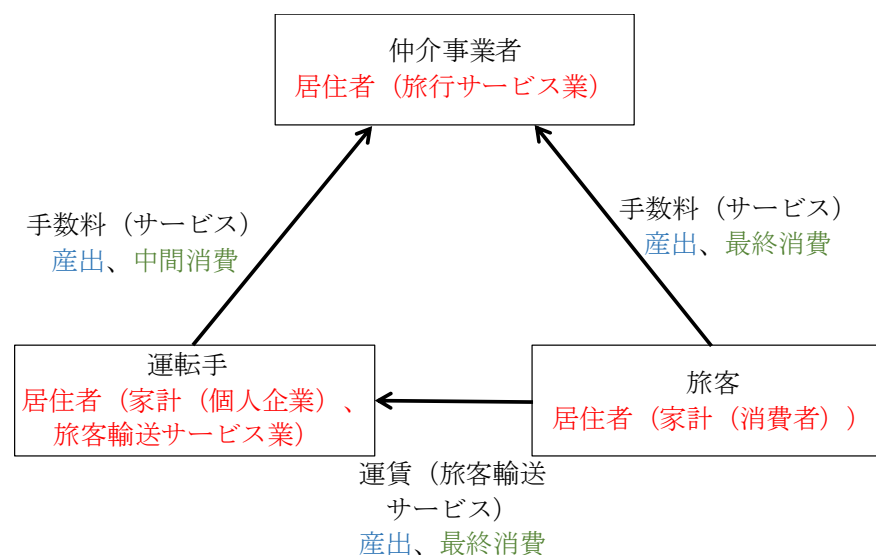 仲介事業者
居住者（旅行サービス業）
手数料（サービス）
産出、中間消費
手数料（サービス）
産出、最終消費
運転手
居住者（家計（個人企業）、
旅客輸送サービス業）
旅客
居住者（家計（消費者））
運賃（旅客輸送
サービス）
産出、最終消費